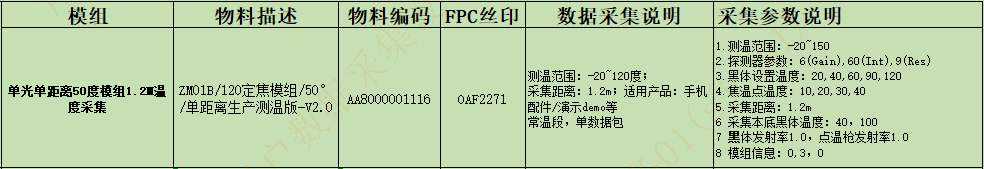 模组 物料描述 物料编码 FPC丝印 数据采集说明 采集参数说明
单光单距离50度模组1.2M温
度采集
ZM01B/120定焦模组/50°
/单距离生产测温版-V2.0
AA8000001116
0AF2271
测温范围：-20~120度；
采集距离：1.2m；适用产品：手机
配件/演示demo等
常温段，单数据包
1.测温范围：-20~150
2.探测器参数：6(Gain),60(Int),9(Res)
3.黑体设置温度：20,40,60,90,120
4.焦温点温度：10,20,30,40
5.采集距离：1.2m
6 采集本底黑体温度：40，100
7 黑体发射率1.0，点温枪发射率1.0
8 模组信息：0,3，0